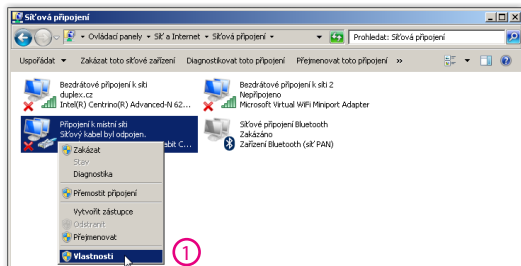 Síťová připojení
Ovládací panely
Síť a Internet
Síťová připojení
Prohledat: Síťová připojení
Uspořádat
Zakázat toto síťové zařízení
Diagnostikovat toto připojení
Přejmenovat toto připojení
»
Bezdrátové připojení k síti
duplex.cz
Intel(R) Centrino(R) Advanced-N 62...
Bezdrátové připojení k síti 2
Nepřipojeno
Microsoft Virtual WiFi Miniport Adapter
Připojení k místní síti
Síťový kabel byl odpojen.
abit C...
Síťové připojení Bluetooth
Zakázáno
Zařízení Bluetooth (síť PAN)
Zakázat
Stav
Diagnostika
Přemostit připojení
Vytvořit zástupce
Odstranit
Přejmenovat
Vlastnosti
1